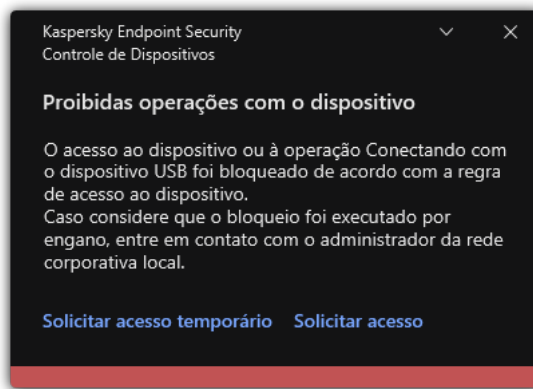 Kaspersky Endpoint Security
Controle de Dispositivos
Proibidas operações com o dispositivo
O acesso ao dispositivo ou à operação Conectando com
o dispositivo USB foi bloqueado de acordo com a regra
de acesso ao dispositivo.
Caso considere que o bloqueio foi executado por
engano, entre em contato com o administrador da rede
corporativa local.
Solicitar acesso temporário Solicitar acesso